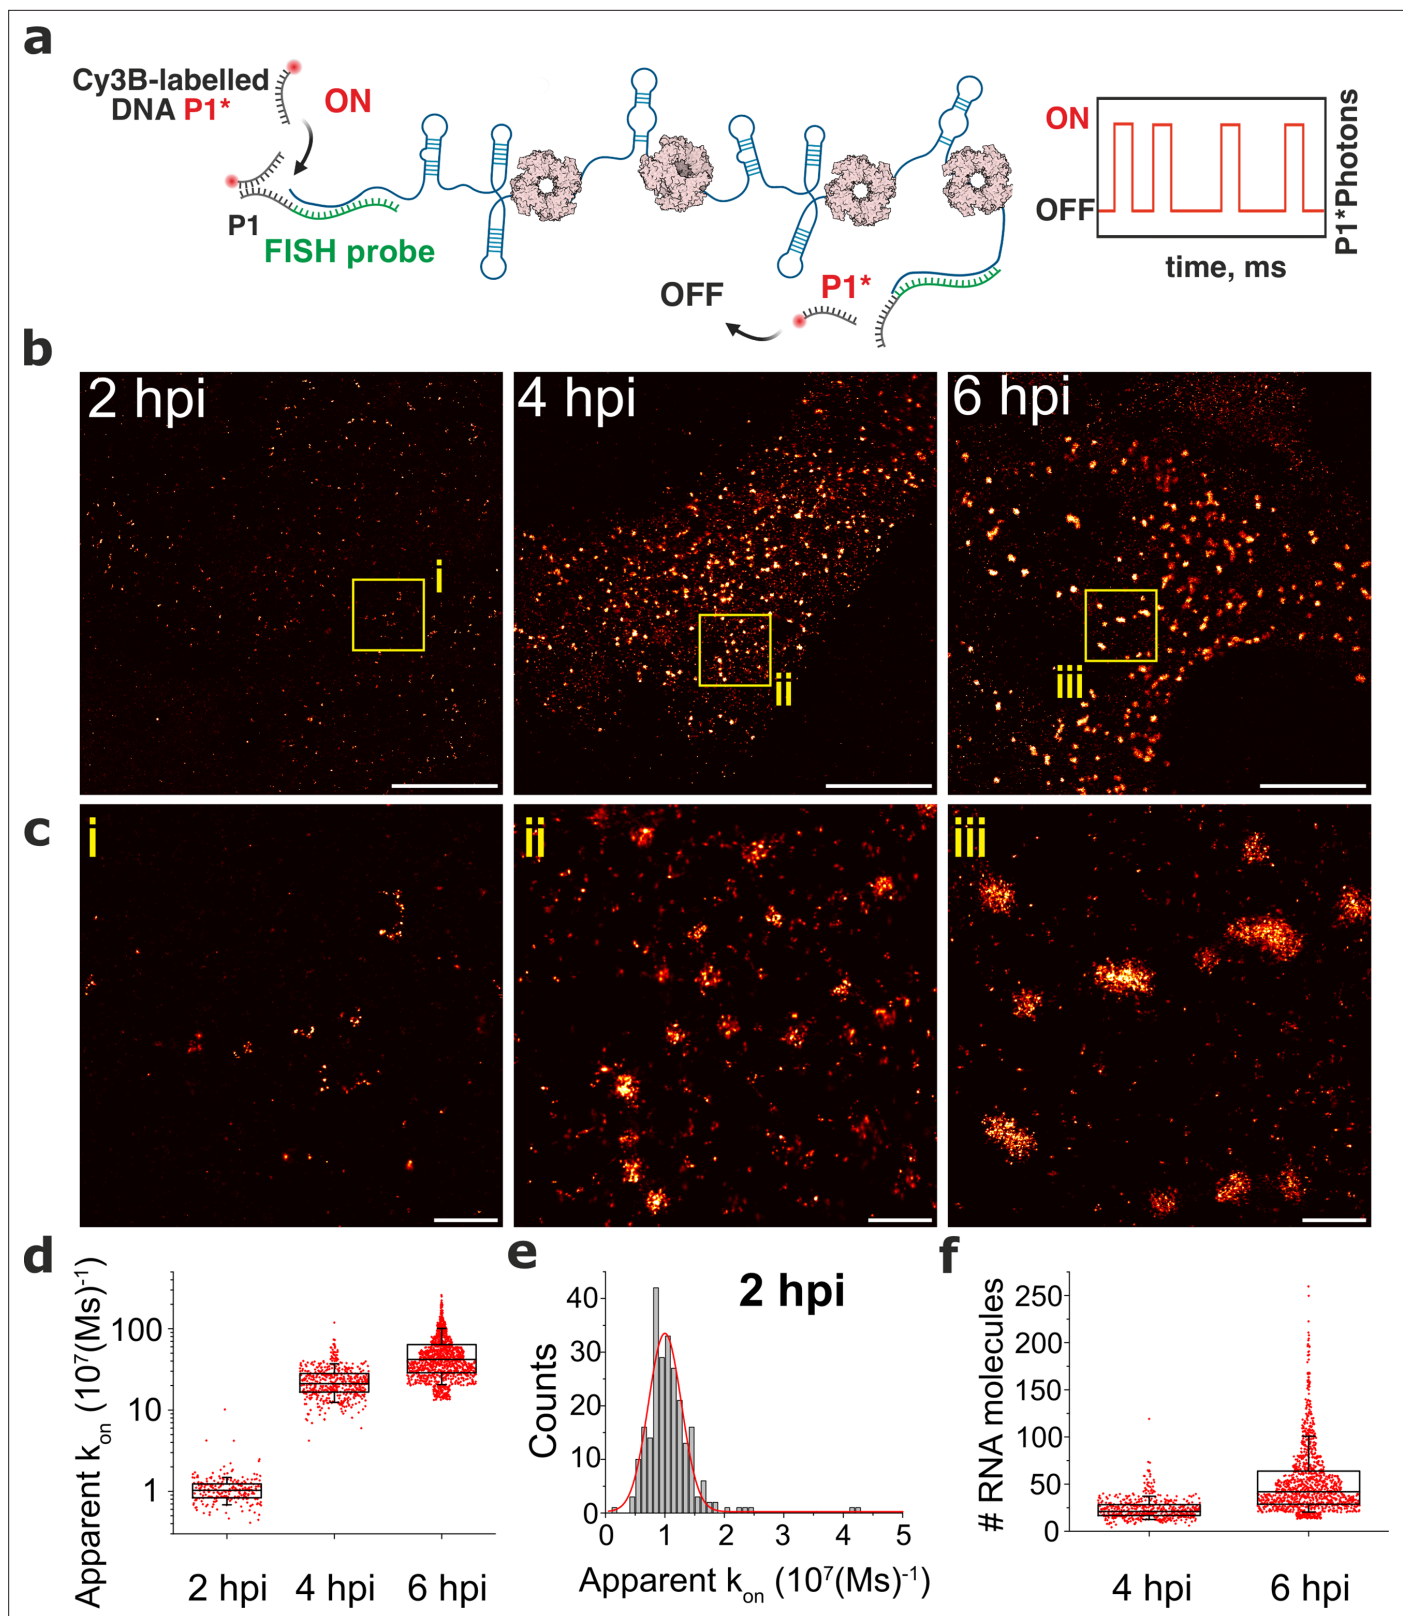 a
Cy3B-labelled
DNA P1*
ON
P1
FISH probe
OFF
P1*
ON
OFF
P1*Photons
time, ms
b
2 hpi
4 hpi
6 hpi
i
ii
iii
c
i
ii
iii
d
Apparent k_on (10⁷(Ms)⁻¹
100
10
1
2 hpi
4 hpi
6 hpi
e
2 hpi
Counts
40
30
20
10
0
0
1
2
3
4
5
Apparent k_on (10⁷(Ms)⁻¹)
f
# RNA molecules
250
200
150
100
50
0
4 hpi
6 hpi